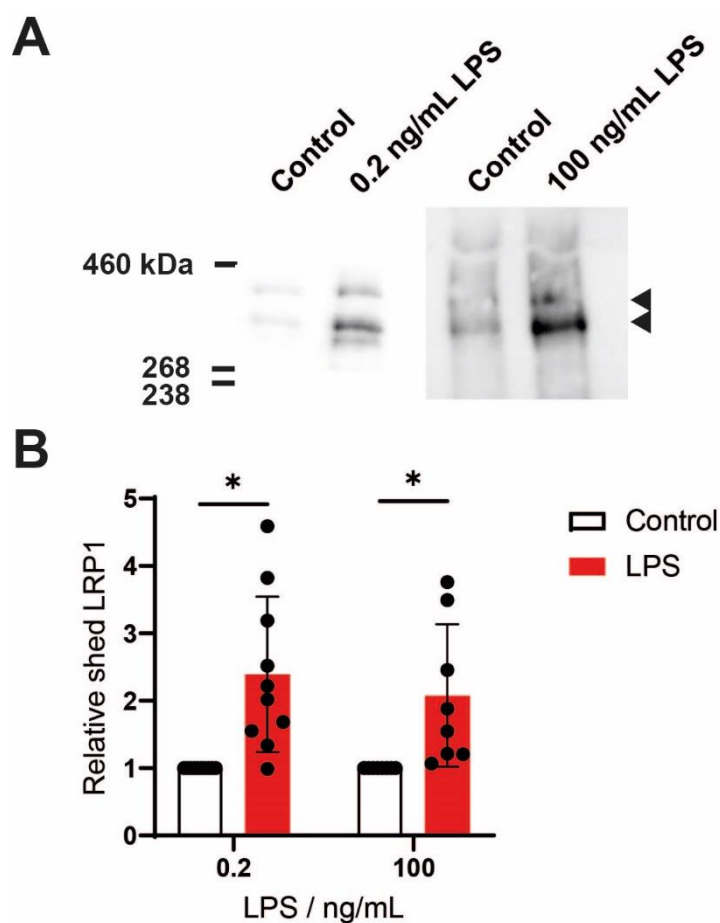 A
Control
0.2 ng/mL LPS
Control
100 ng/mL LPS
460 kDa
268
238
B
*
*
5
4
3
2
1
0
Relative shed LRP1
Control
LPS
0.2
100
LPS / ng/mL